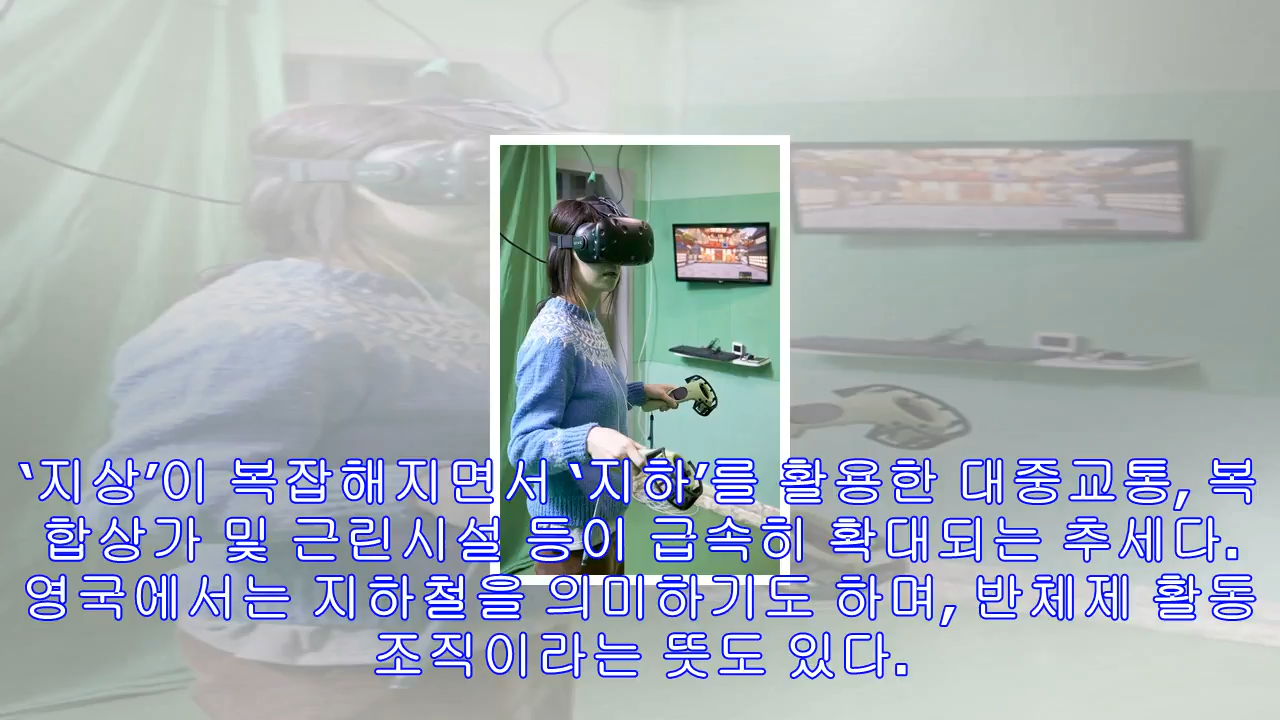 ‘지상’이 복잡해지면서 ‘지하’를 활용한 대중교통, 복
합상가 및 근린시설 등이 급속히 확대되는 추세다.
영국에서는 지하철을 의미하기도 하며, 반체제 활동
조직이라는 뜻도 있다.